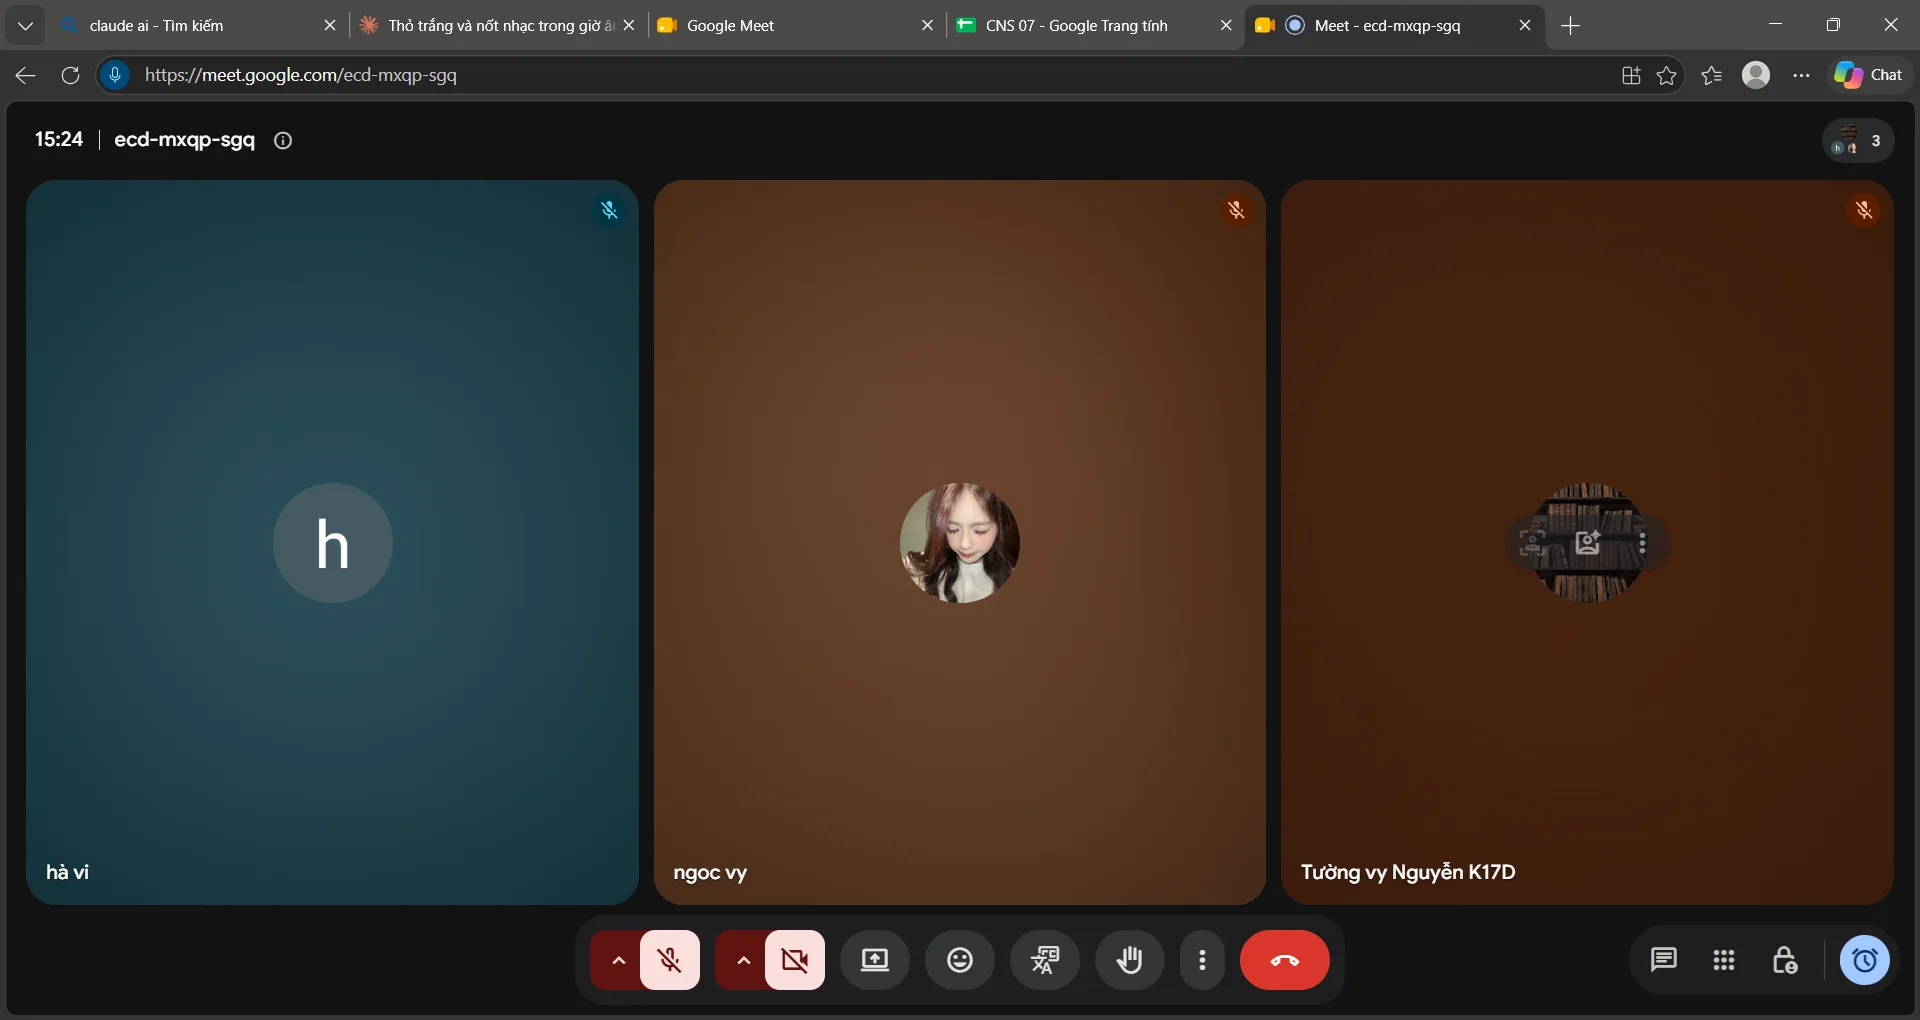 claude ai - Tìm kiếm
Thỏ trắng và nốt nhạc trong giờ â
Google Meet
CNS 07 - Google Trang tính
Meet - ecd-mxqp-sgq
https://meet.google.com/ecd-mxqp-sgq
Chat
15:24
ecd-mxqp-sgq
3
h
hà vi
ngoc vy
Tường vy Nguyễn K17D